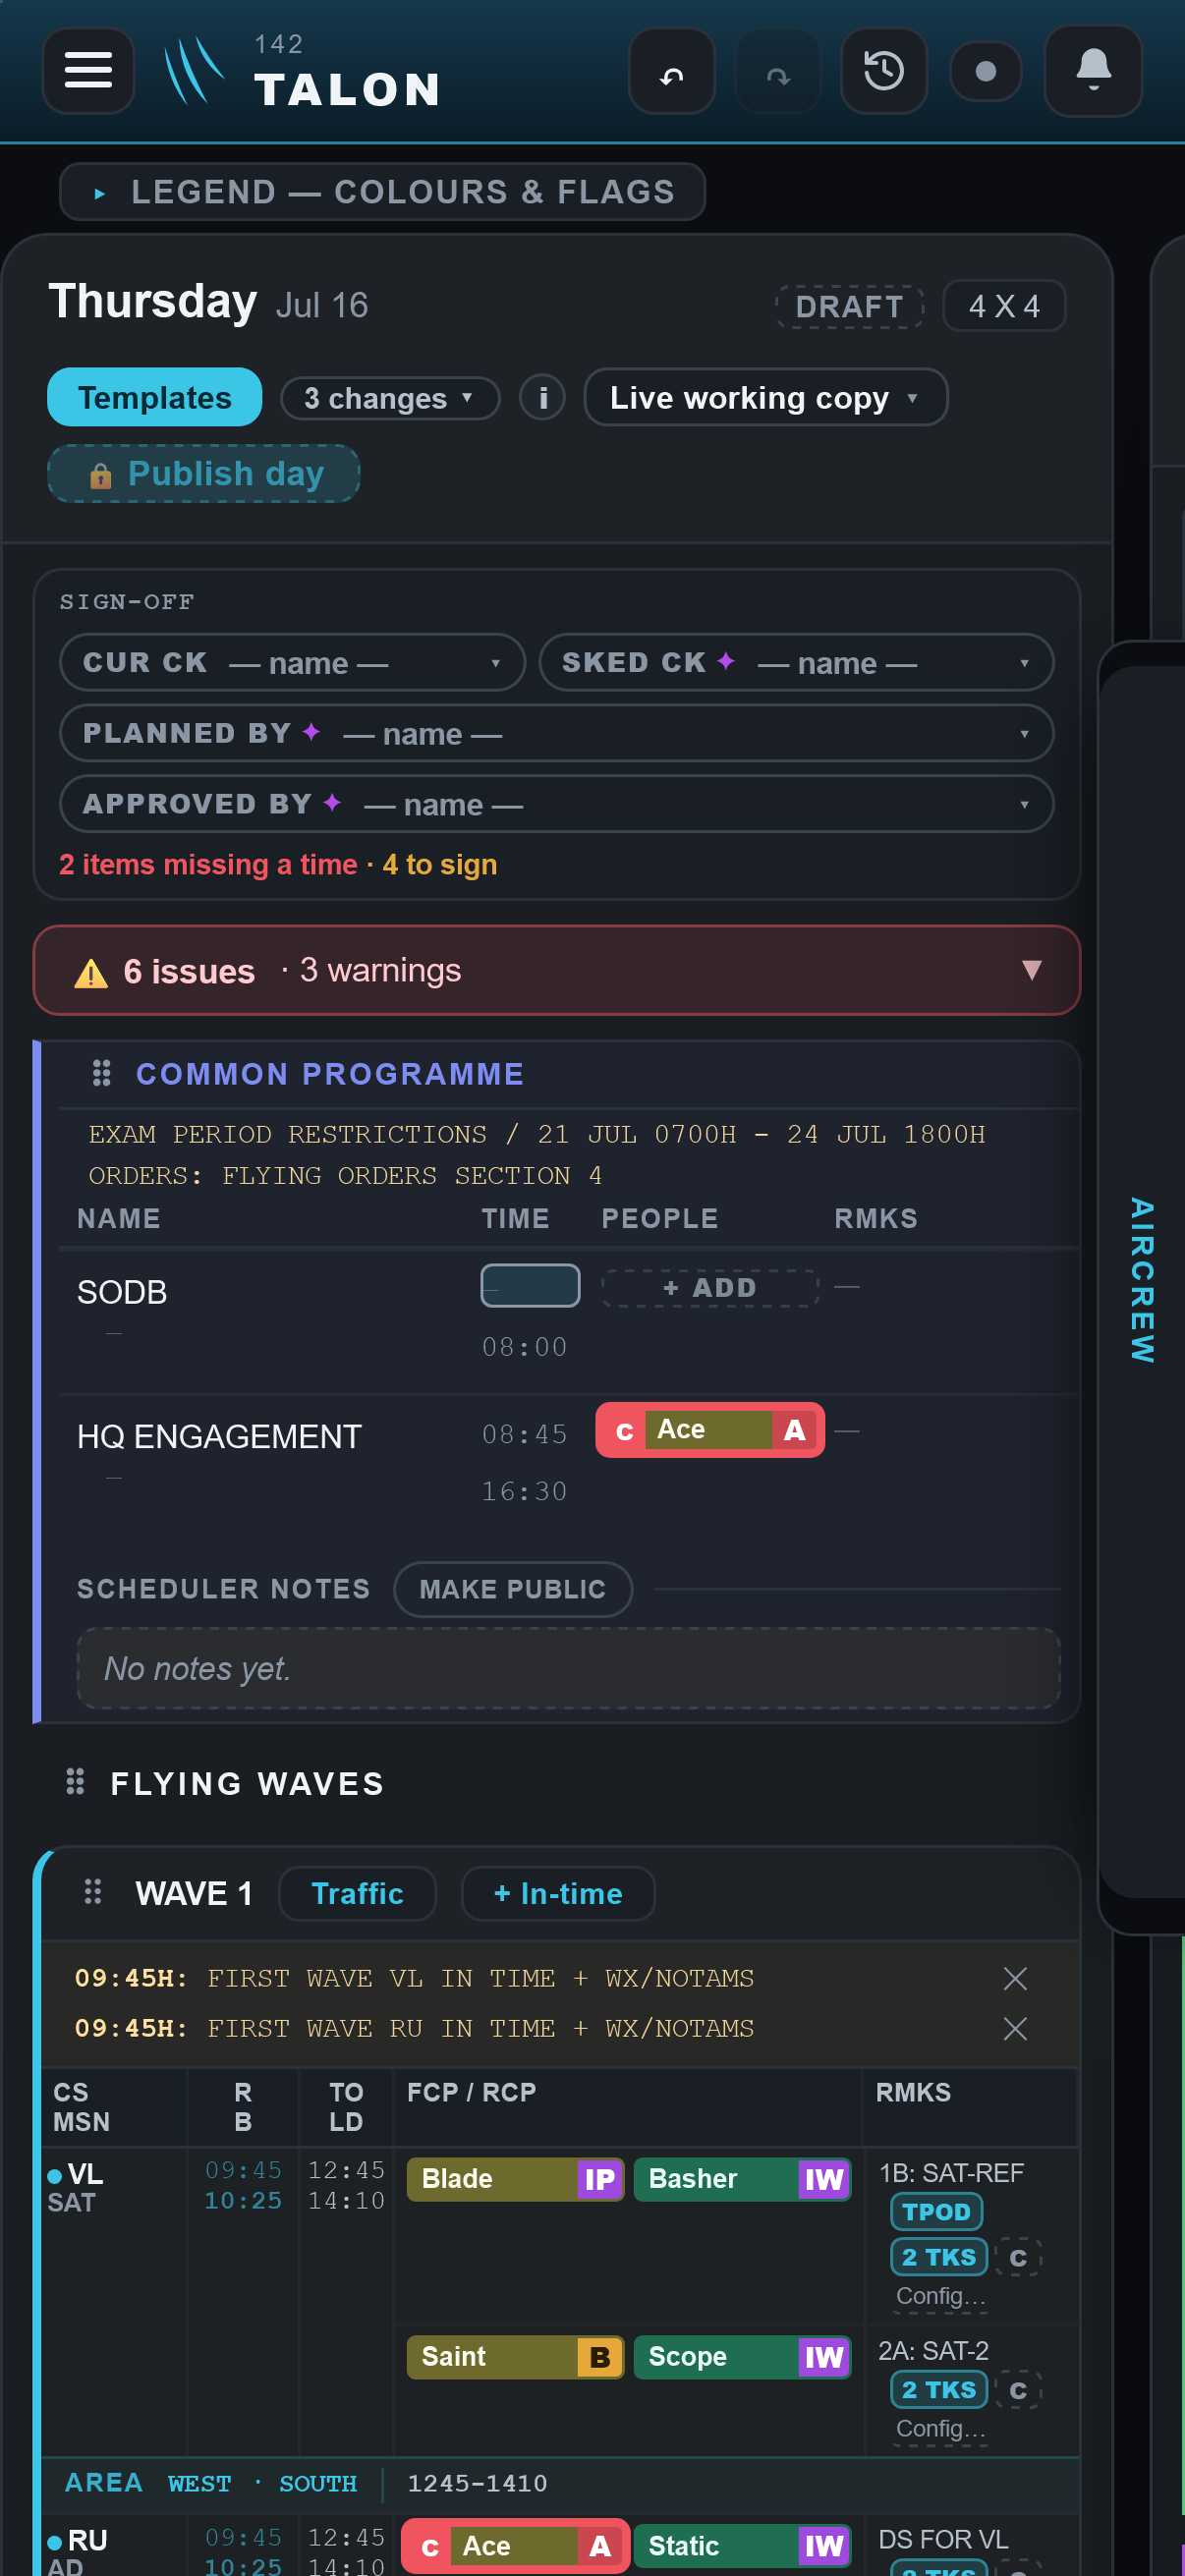 142
TALON
LEGEND — COLOURS & FLAGS
Thursday Jul 16 DRAFT 4 X 4
Templates 3 changes i Live working copy
Publish day
SIGN-OFF
CUR CK — name — SKED CK — name —
PLANNED BY — name —
APPROVED BY — name —
2 items missing a time · 4 to sign
6 issues · 3 warnings
COMMON PROGRAMME
EXAM PERIOD RESTRICTIONS / 21 JUL 0700H - 24 JUL 1800H
ORDERS: FLYING ORDERS SECTION 4
NAME TIME PEOPLE RMKS
SODB — + ADD —
— 08:00
HQ ENGAGEMENT 08:45 C Ace A —
— 16:30
SCHEDULER NOTES MAKE PUBLIC
No notes yet.
AIRCREW
FLYING WAVES
WAVE 1 Traffic + In-time
09:45H: FIRST WAVE VL IN TIME + WX/NOTAMS
09:45H: FIRST WAVE RU IN TIME + WX/NOTAMS
CS R TO FCP / RCP RMKS
MSN B LD
VL 09:45 12:45 Blade IP Basher IW 1B: SAT-REF
SAT 10:25 14:10 TPOD
2 TKS C
Config...
Saint B Scope IW 2A: SAT-2
2 TKS C
Config...
AREA WEST · SOUTH 1245-1410
RU 09:45 12:45 C Ace A Static IW DS FOR VL
AD 10:25 14:10 2 TKS C